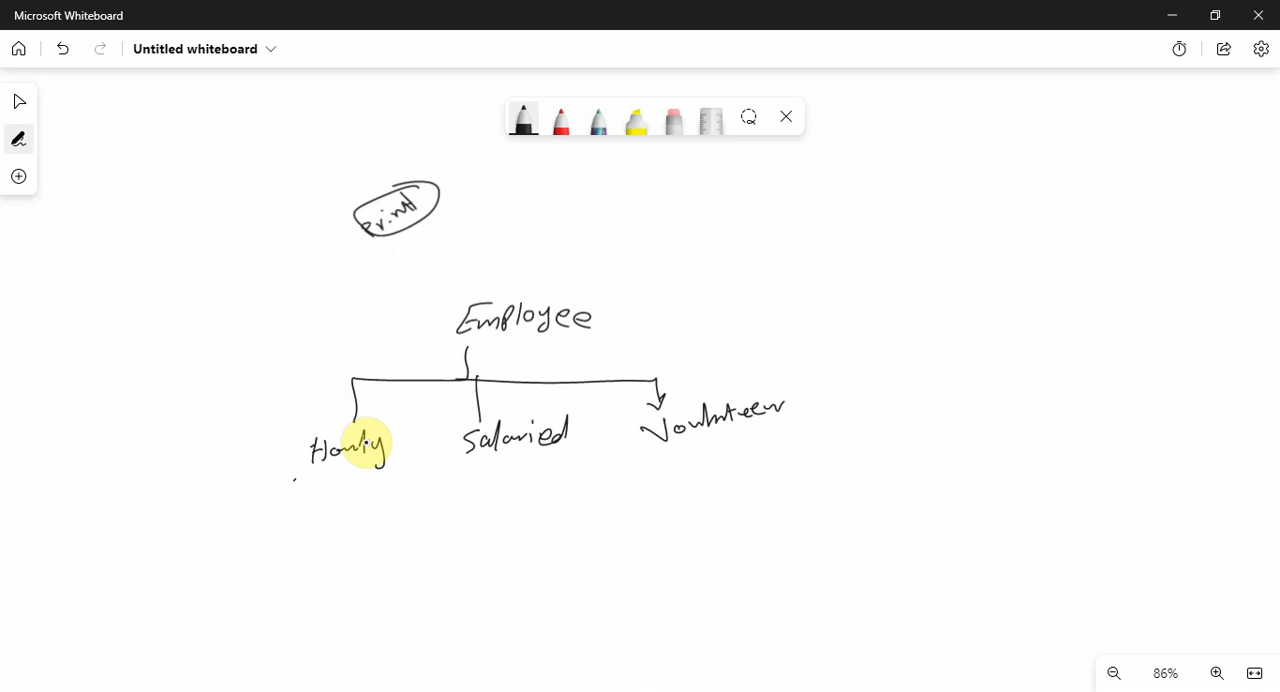 Microsoft Whiteboard
Untitled whiteboard
Print
Employee
Hourly
Salaried
Volunteer
86%